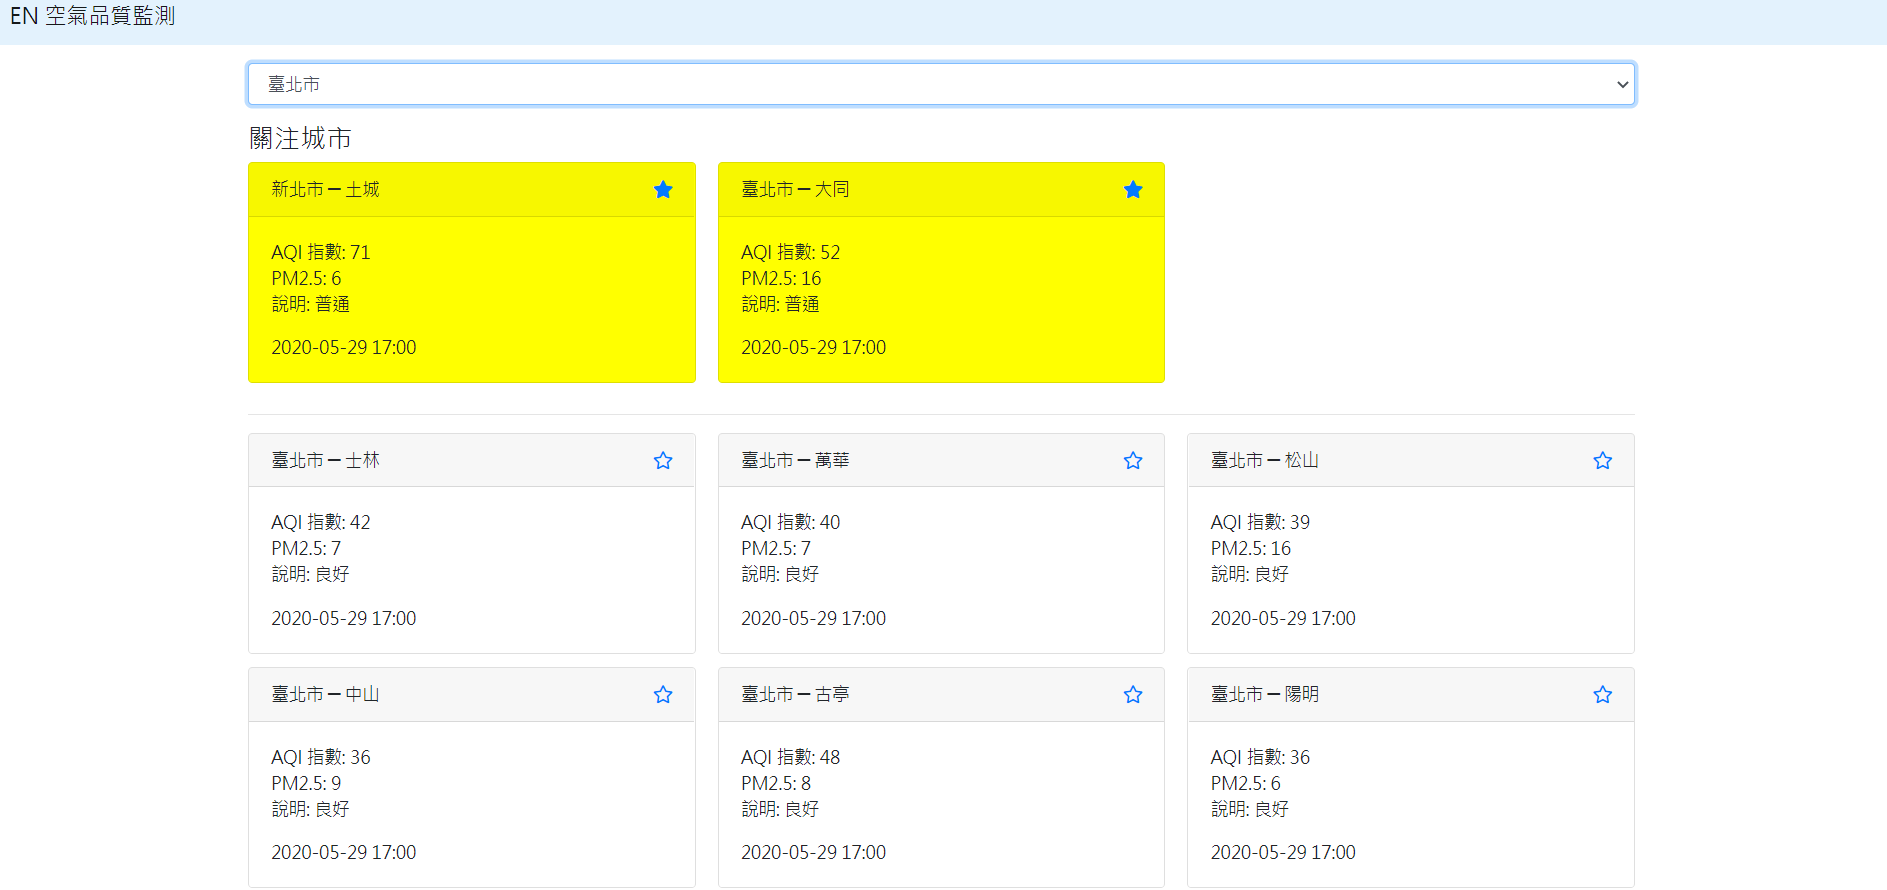 EN 空氣品質監測
臺北市
關注城市
新北市 ─ 土城
AQI 指數: 71
PM2.5: 6
說明: 普通
2020-05-29 17:00
臺北市 ─ 大同
AQI 指數: 52
PM2.5: 16
說明: 普通
2020-05-29 17:00
臺北市 ─ 士林
AQI 指數: 42
PM2.5: 7
說明: 良好
2020-05-29 17:00
臺北市 ─ 萬華
AQI 指數: 40
PM2.5: 7
說明: 良好
2020-05-29 17:00
臺北市 ─ 松山
AQI 指數: 39
PM2.5: 16
說明: 良好
2020-05-29 17:00
臺北市 ─ 中山
AQI 指數: 36
PM2.5: 9
說明: 良好
2020-05-29 17:00
臺北市 ─ 古亭
AQI 指數: 48
PM2.5: 8
說明: 良好
2020-05-29 17:00
臺北市 ─ 陽明
AQI 指數: 36
PM2.5: 6
說明: 良好
2020-05-29 17:00